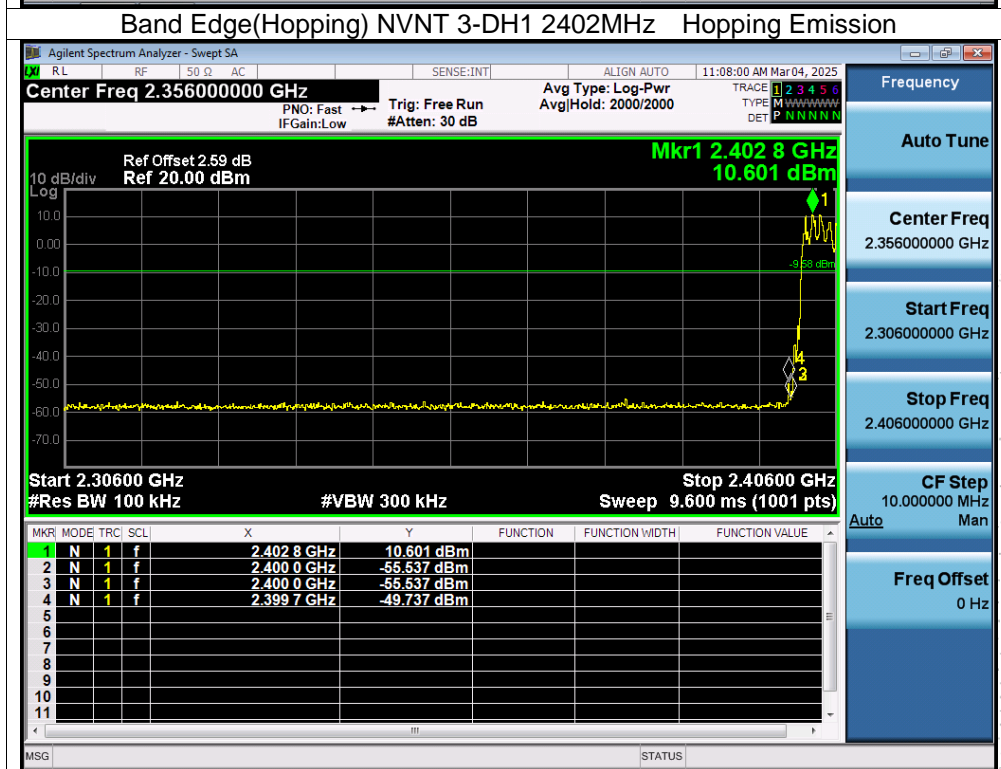 Band Edge(Hopping) NVNT 3-DH1 2402MHz Hopping Emission
Agilent Spectrum Analyzer - Swept SA
LXI RL RF 50 Ω AC SENSE:INT ALIGN AUTO 11:08:00 AM Mar04, 2025
Center Freq 2.356000000 GHz
PNO: Fast
IFGain:Low
Trig: Free Run
#Atten: 30 dB
Avg Type: Log-Pwr
Avg|Hold: 2000/2000
TRACE 1 2 3 4 5 6
TYPE M WWWWW
DET P N N N N N
Frequency
Auto Tune
Center Freq
2.356000000 GHz
Start Freq
2.306000000 GHz
Stop Freq
2.406000000 GHz
CF Step
10.000000 MHz
Auto Man
Freq Offset
0 Hz
Mkr1 2.402 8 GHz
10.601 dBm
Ref Offset 2.59 dB
10 dB/div Ref 20.00 dBm
Log
1
10.0
0.00
-9.58 dBm
-10.0
-20.0
-30.0
-40.0
4
3
-50.0
-60.0
-70.0
Start 2.30600 GHz Stop 2.40600 GHz
#Res BW 100 kHz #VBW 300 kHz Sweep 9.600 ms (1001 pts)
MKR MODE TRC SCL X Y FUNCTION FUNCTION WIDTH FUNCTION VALUE
1 N 1 f 2.402 8 GHz 10.601 dBm
2 N 1 f 2.400 0 GHz -55.537 dBm
3 N 1 f 2.400 0 GHz -55.537 dBm
4 N 1 f 2.399 7 GHz -49.737 dBm
5
6
7
8
9
10
11
MSG STATUS